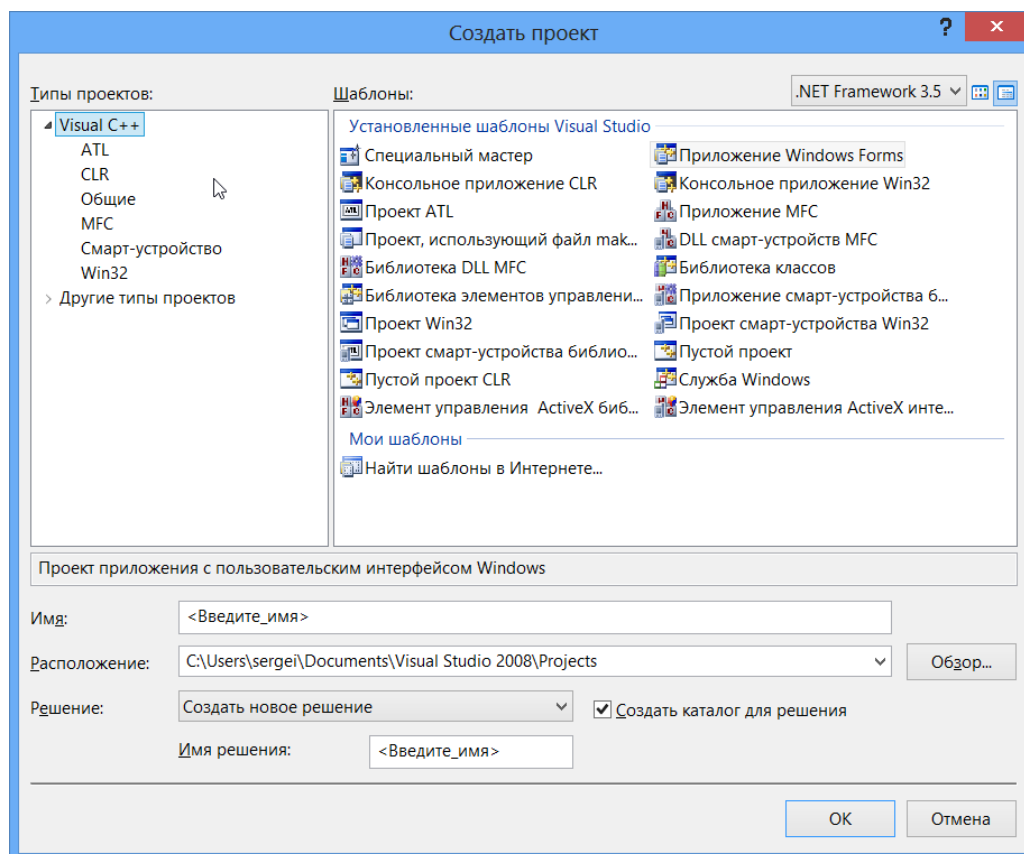 Создать проект
?
Типы проектов:
Шаблоны:
.NET Framework 3.5
Visual C++
ATL
CLR
Общие
MFC
Смарт-устройство
Win32
Другие типы проектов
Установленные шаблоны Visual Studio
Специальный мастер
Приложение Windows Forms
Консольное приложение CLR
Консольное приложение Win32
Проект ATL
Приложение MFC
Проект, использующий файл mak...
DLL смарт-устройств MFC
Библиотека DLL MFC
Библиотека классов
Библиотека элементов управлени...
Приложение смарт-устройства б...
Проект Win32
Проект смарт-устройства Win32
Проект смарт-устройства библио...
Пустой проект
Пустой проект CLR
Служба Windows
Элемент управления ActiveX биб...
Элемент управления ActiveX инте...
Мои шаблоны
Найти шаблоны в Интернете...
Проект приложения с пользовательским интерфейсом Windows
Имя:
<Введите_имя>
Расположение:
C:\Users\sergei\Documents\Visual Studio 2008\Projects
Обзор...
Решение:
Создать новое решение
Создать каталог для решения
Имя решения:
<Введите_имя>
OK
Отмена